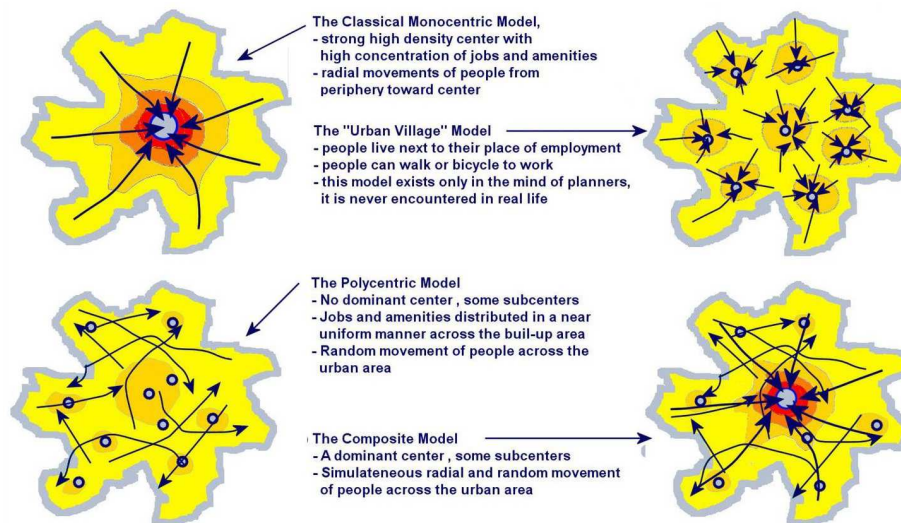 The Classical Monocentric Model,
- strong high density center with
high concentration of jobs and amenities
- radial movements of people from
periphery toward center
The "Urban Village" Model
- people live next to their place of employment
- people can walk or bicycle to work
- this model exists only in the mind of planners,
it is never encountered in real life
The Polycentric Model
- No dominant center , some subcenters
- Jobs and amenities distributed in a near
uniform manner across the buil-up area
- Random movement of people across the
urban area
The Composite Model
- A dominant center , some subcenters
- Simulateneous radial and random movement
of people across the urban area